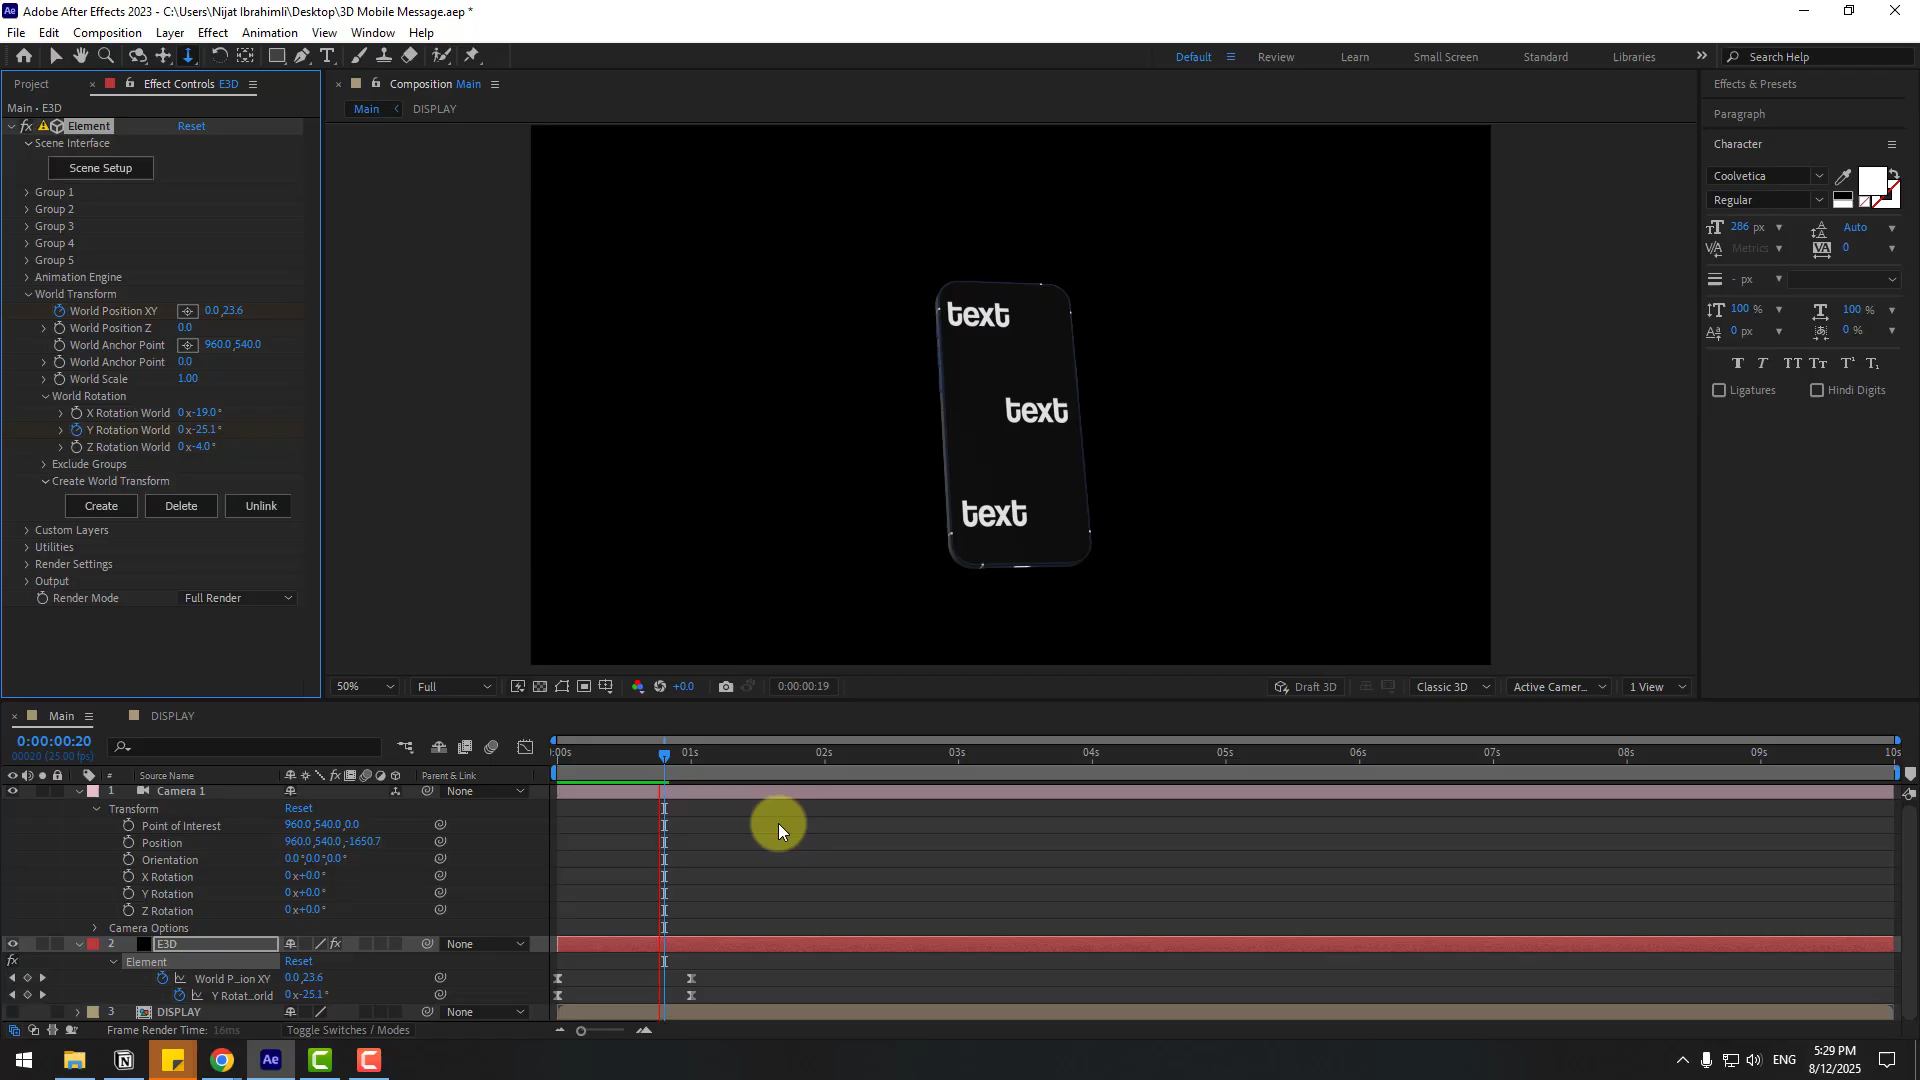 Adobe After Effects 2023 - C:\Users\Nijat Ibrahimli\Desktop\3D Mobile Message.aep *
File Edit Composition Layer Effect Animation View Window Help
Default Review Learn Small Screen Standard Libraries Search Help
Project Effect Controls E3D
Composition Main
Main • E3D
Main DISPLAY
fx Element Reset
Scene Interface
Scene Setup
Group 1
Group 2
Group 3
Group 4
Group 5
Animation Engine
World Transform
World Position XY 0.0,23.6
World Position Z 0.0
World Anchor Point 960.0,540.0
World Anchor Point 0.0
World Scale 1.00
World Rotation
X Rotation World 0x-19.0°
Y Rotation World 0x-25.1°
Z Rotation World 0x-4.0°
Exclude Groups
Create World Transform
Create Delete Unlink
Custom Layers
Utilities
Render Settings
Output
Render Mode Full Render
text
text
text
50% Full +0.0 0:00:00:19 Draft 3D Classic 3D Active Camer... 1 View
Effects & Presets
Paragraph
Character
Coolvetica
Regular
286 px Auto
Metrics 0
- px
100 % 100 %
0 px 0 %
Ligatures Hindi Digits
Main DISPLAY
0:00:00:20
00020 (25.00 fps)
# Source Name Parent & Link
:00s 01s 02s 03s 04s 05s 06s 07s 08s 09s 10s
1 Camera 1 None
Transform Reset
Point of Interest 960.0,540.0,0.0
Position 960.0,540.0,-1650.7
Orientation 0.0°,0.0°,0.0°
X Rotation 0x+0.0°
Y Rotation 0x+0.0°
Z Rotation 0x+0.0°
Camera Options
2 E3D None
Element Reset
World P...ion XY 0.0,23.6
Y Rotat...orld 0x-25.1°
3 DISPLAY None
Frame Render Time: 16ms Toggle Switches / Modes
ENG
5:29 PM
8/12/2025